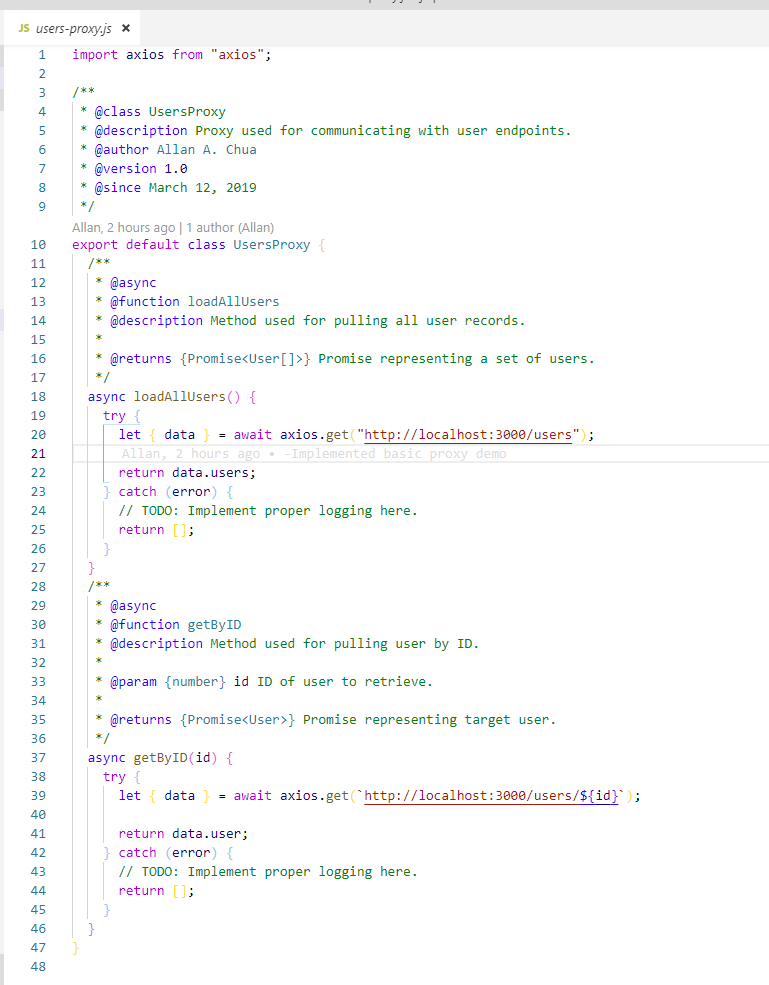 JS users-proxy.js ×
1 import axios from "axios";
2
3 /**
4  * @class UsersProxy
5  * @description Proxy used for communicating with user endpoints.
6  * @author Allan A. Chua
7  * @version 1.0
8  * @since March 12, 2019
9  */
Allan, 2 hours ago | 1 author (Allan)
10 export default class UsersProxy {
11   /**
12    * @async
13    * @function loadAllUsers
14    * @description Method used for pulling all user records.
15    *
16    * @returns {Promise<User[]>} Promise representing a set of users.
17    */
18   async loadAllUsers() {
19     try {
20       let { data } = await axios.get("http://localhost:3000/users");
21       Allan, 2 hours ago • -Implemented basic proxy demo
22       return data.users;
23     } catch (error) {
24       // TODO: Implement proper logging here.
25       return [];
26     }
27   }
28   /**
29    * @async
30    * @function getByID
31    * @description Method used for pulling user by ID.
32    *
33    * @param {number} id ID of user to retrieve.
34    *
35    * @returns {Promise<User>} Promise representing target user.
36    */
37   async getByID(id) {
38     try {
39       let { data } = await axios.get(`http://localhost:3000/users/${id}`);
40
41       return data.user;
42     } catch (error) {
43       // TODO: Implement proper logging here.
44       return [];
45     }
46   }
47 }
48